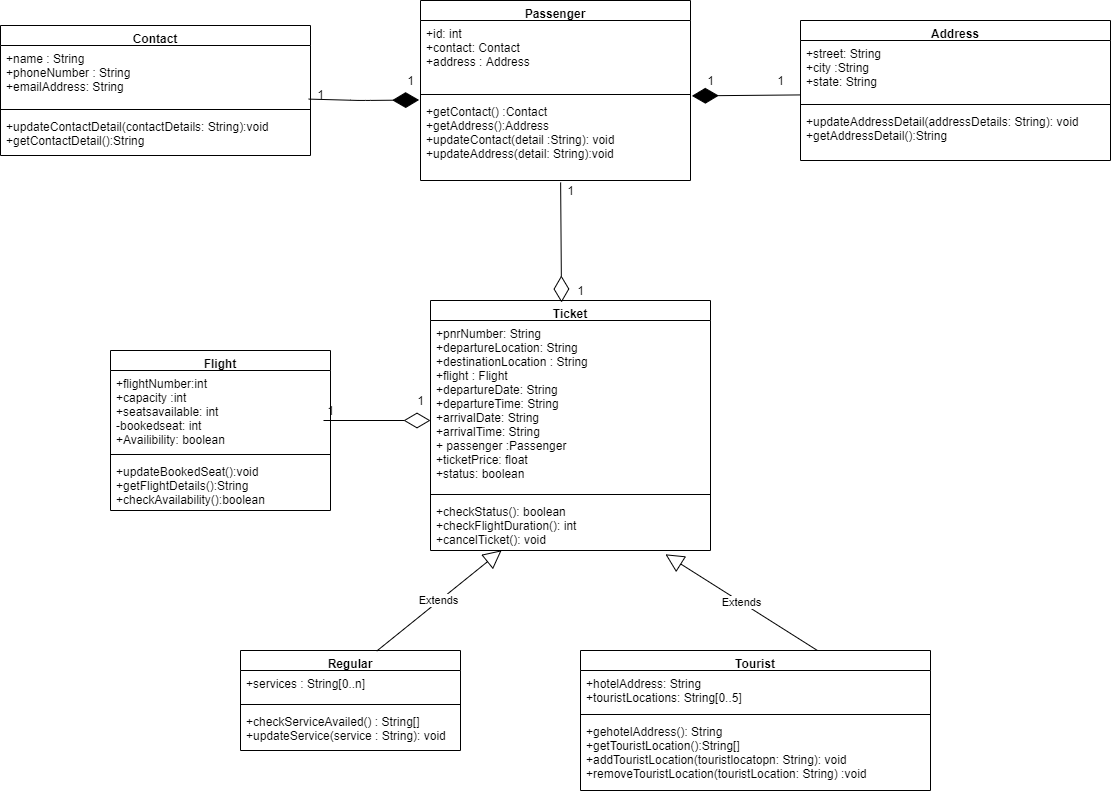 Contact
+name : String
+phoneNumber : String
+emailAddress: String
+updateContactDetail(contactDetails: String):void
+getContactDetail():String
1
1
Passenger
+id: int
+contact: Contact
+address : Address
+getContact() :Contact
+getAddress():Address
+updateContact(detail :String): void
+updateAddress(detail: String):void
1
1
Address
+street: String
+city :String
+state: String
+updateAddressDetail(addressDetails: String): void
+getAddressDetail():String
1
1
Ticket
+pnrNumber: String
+departureLocation: String
+destinationLocation : String
+flight : Flight
+departureDate: String
+departureTime: String
+arrivalDate: String
+arrivalTime: String
+ passenger :Passenger
+ticketPrice: float
+status: boolean
+checkStatus(): boolean
+checkFlightDuration(): int
+cancelTicket(): void
Flight
+flightNumber:int
+capacity :int
+seatsavailable: int
-bookedseat: int
+Availibility: boolean
+updateBookedSeat():void
+getFlightDetails():String
+checkAvailability():boolean
1
1
Extends
Extends
Regular
+services : String[0..n]
+checkServiceAvailed() : String[]
+updateService(service : String): void
Tourist
+hotelAddress: String
+touristLocations: String[0..5]
+gehotelAddress(): String
+getTouristLocation():String[]
+addTouristLocation(touristlocatopn: String): void
+removeTouristLocation(touristLocation: String) :void